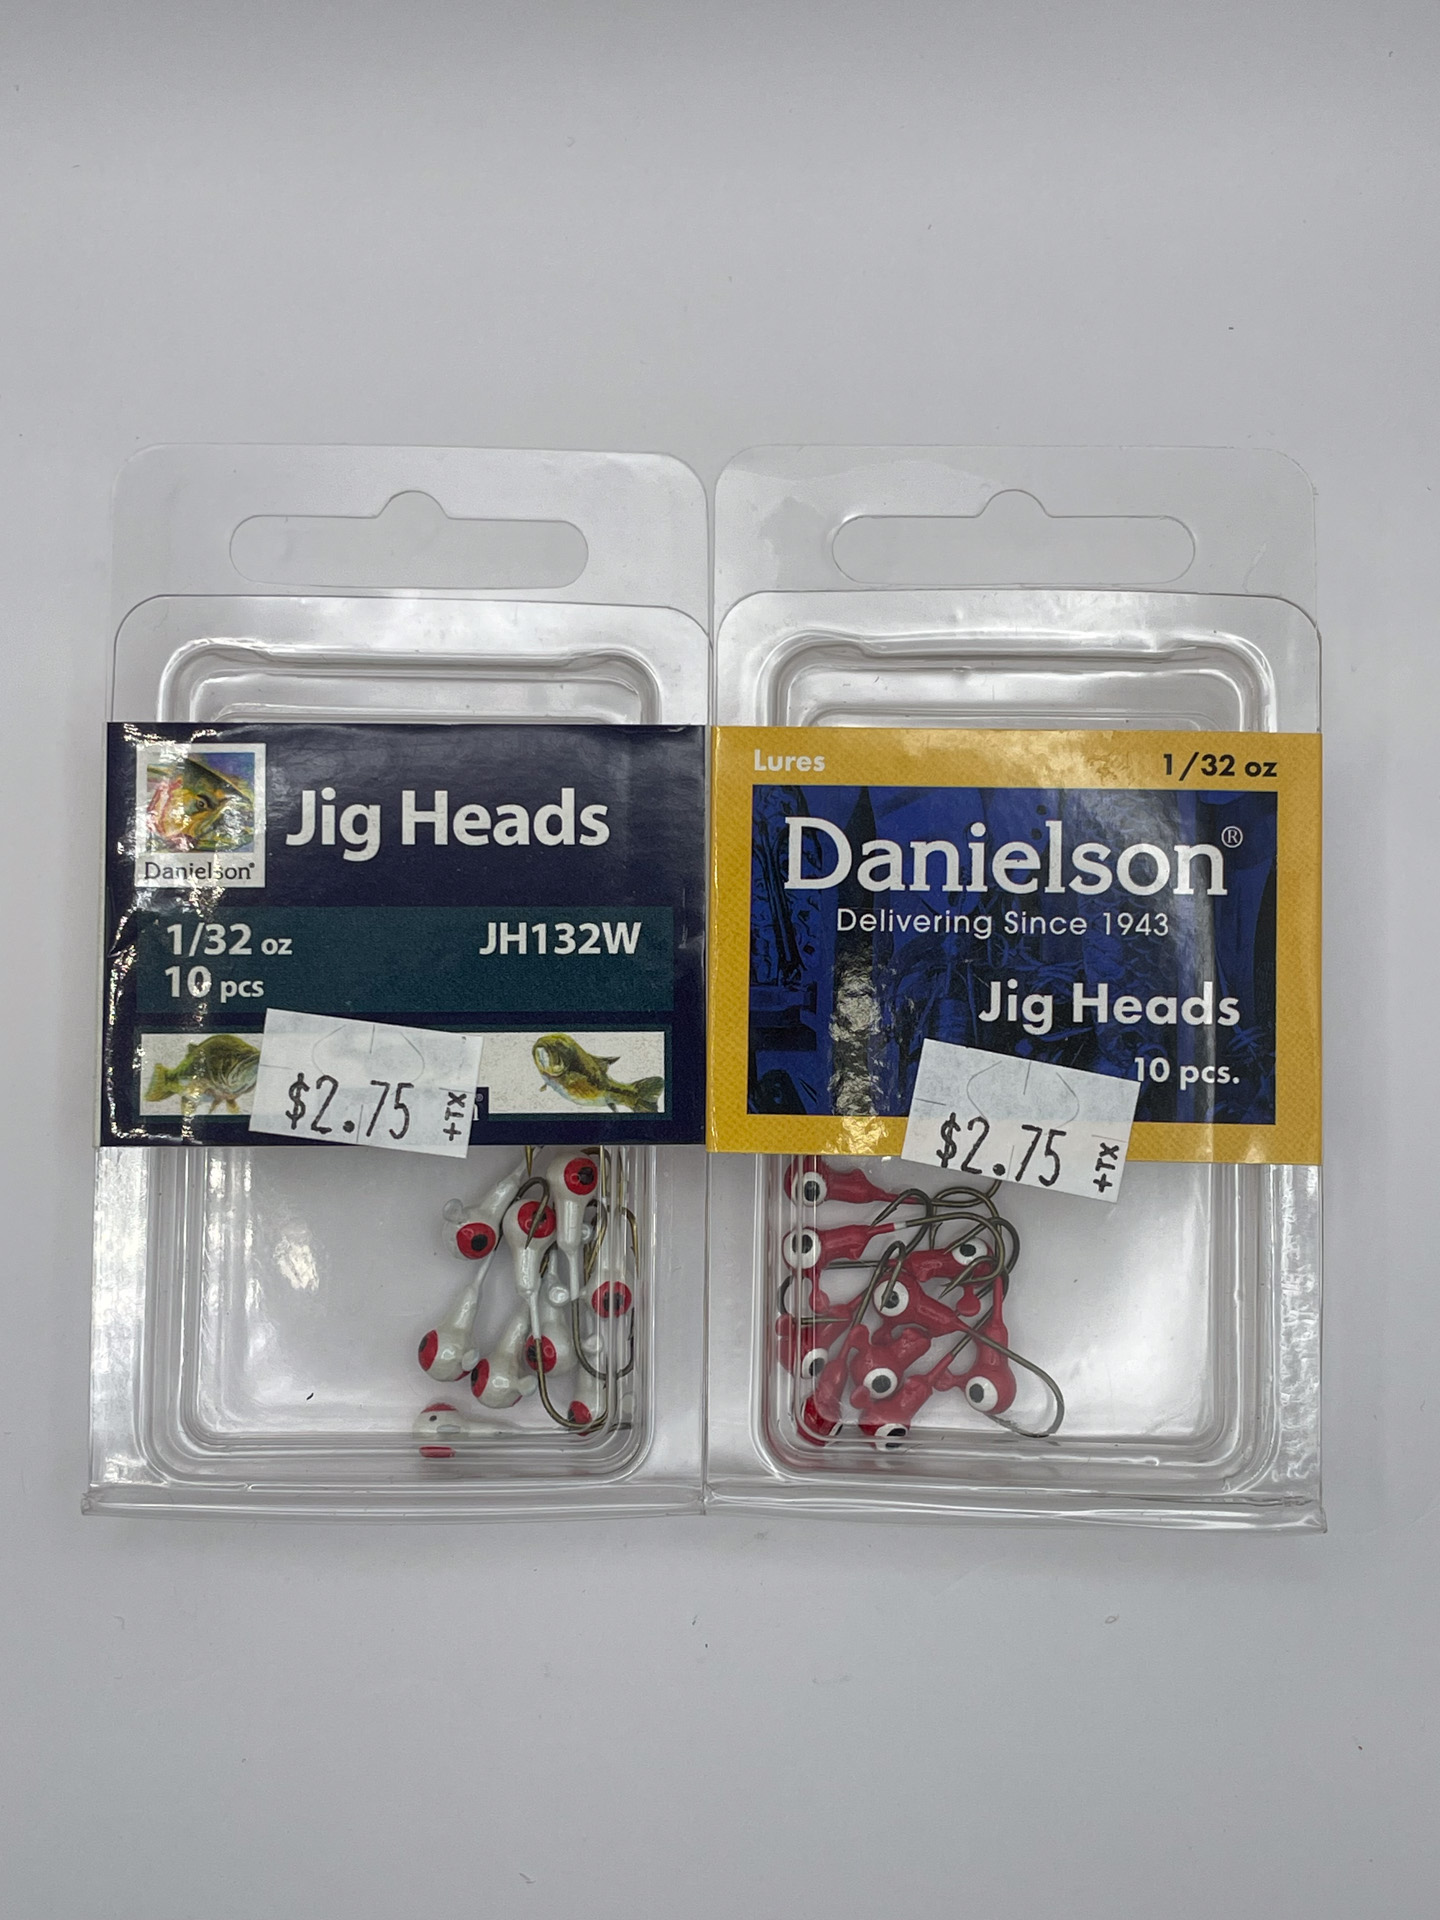 Danielson®
Jig Heads
1/32 oz
JH132W
10 pcs
$2.75
+TX
Lures
1/32 oz
Danielson®
Delivering Since 1943
Jig Heads
10 pcs.
$2.75
+TX